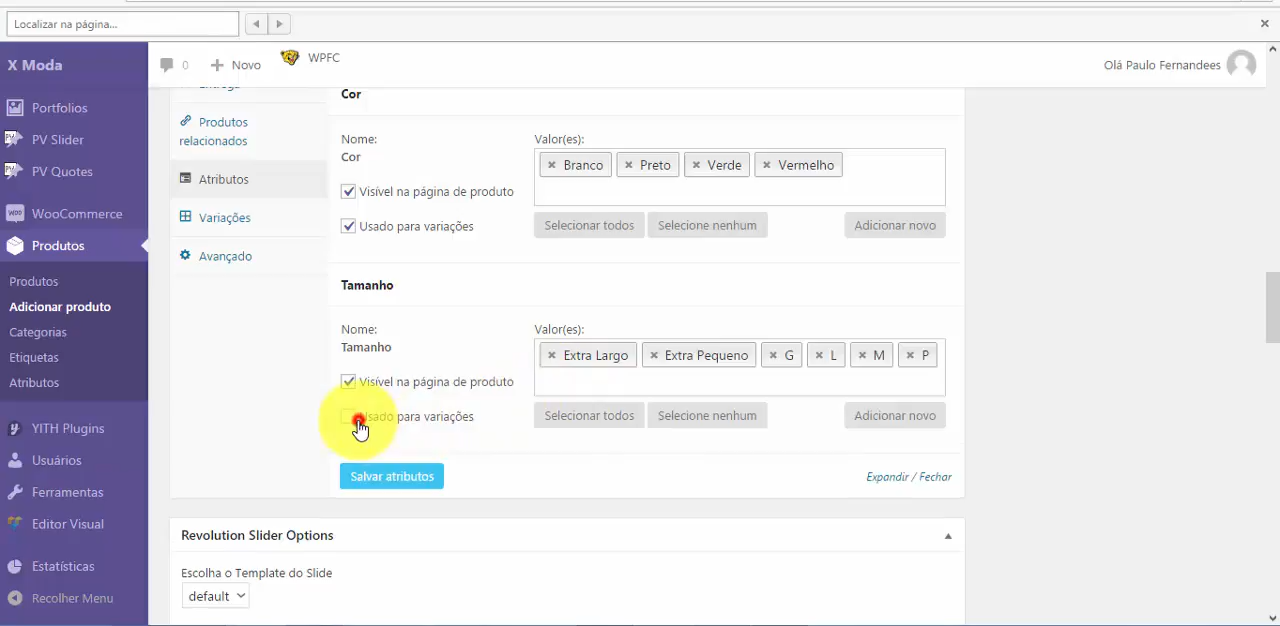 Localizar na página...
X Moda
0
Novo
WPFC
Olá Paulo Fernandees
Portfolios
PV Slider
PV Quotes
WooCommerce
Produtos
Produtos
Adicionar produto
Categorias
Etiquetas
Atributos
YITH Plugins
Usuários
Ferramentas
Editor Visual
Estatísticas
Recolher Menu
Entrega
Produtos
relacionados
Atributos
Variações
Avançado
Cor
Nome:
Cor
Visível na página de produto
Usado para variações
Valor(es):
× Branco × Preto × Verde × Vermelho
Selecionar todos Selecione nenhum Adicionar novo
Tamanho
Nome:
Tamanho
Visível na página de produto
Usado para variações
Valor(es):
× Extra Largo × Extra Pequeno × G × L × M × P
Selecionar todos Selecione nenhum Adicionar novo
Salvar atributos
Expandir / Fechar
Revolution Slider Options
Escolha o Template do Slide
default